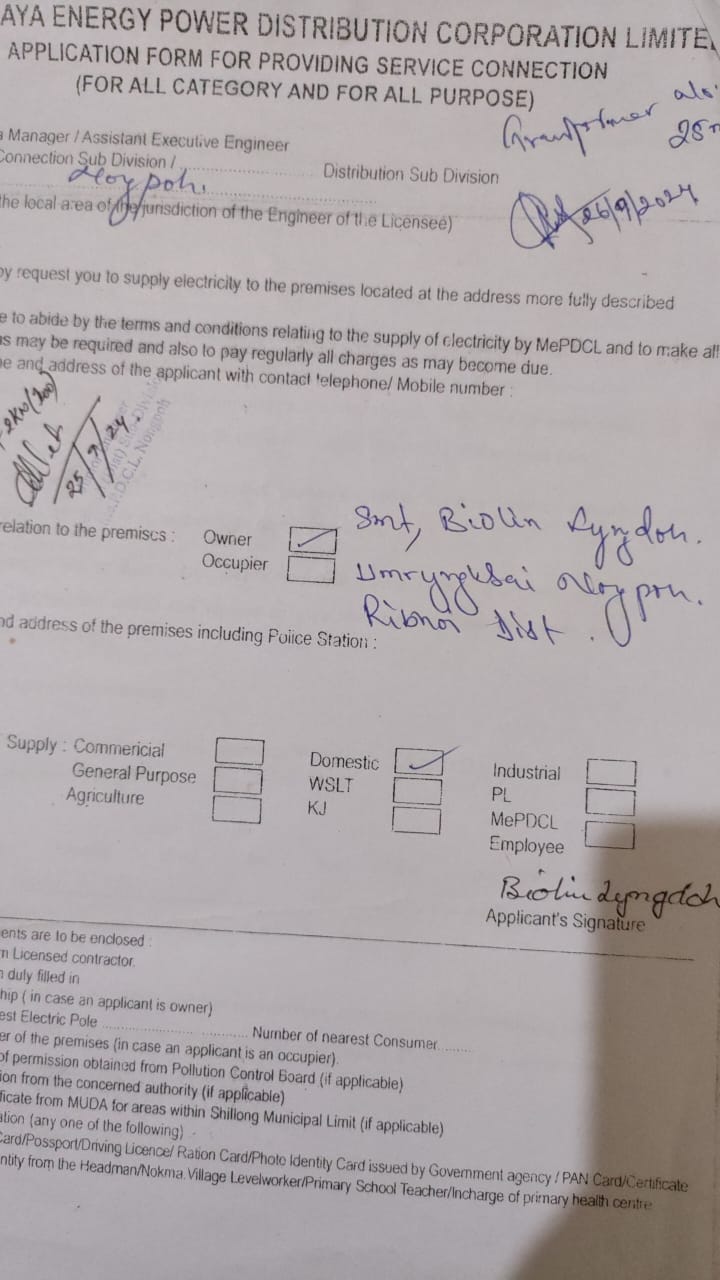 AYA ENERGY POWER DISTRIBUTION CORPORATION LIMITE
APPLICATION FORM FOR PROVIDING SERVICE CONNECTION
(FOR ALL CATEGORY AND FOR ALL PURPOSE)
als
25
Manager / Assistant Executive Engineer
Connection Sub Division / .................... Distribution Sub Division
the local area of the jurisdiction of the Engineer of the Licensee)
26/9/2024
by request you to supply electricity to the premises located at the address more fully described
e to abide by the terms and conditions relating to the supply of electricity by MePDCL and to make all
as may be required and also to pay regularly all charges as may become due.
e and address of the applicant with contact telephone/ Mobile number :
25/9/24
P.D.C.L. Nongpoh
relation to the premises : Owner
Occupier
Smt, Biolin Lyngdoh.
Ribhoi Dist.
nd address of the premises including Police Station :
Supply : Commericial
Domestic
Industrial
General Purpose
WSLT
PL
Agriculture
KJ
MePDCL
Employee
Biolin Lyngdoh
Applicant's Signature
ents are to be enclosed :
m Licensed contractor.
n duly filled in
hip ( in case an applicant is owner)
est Electric Pole ........................ Number of nearest Consumer.........
er of the premises (in case an applicant is an occupier).
of permission obtained from Pollution Control Board (if applicable)
ion from the concerned authority (if applicable)
ficate from MUDA for areas within Shillong Municipal Limit (if applicable)
ation (any one of the following) -
Card/Possport/Driving Licence/ Ration Card/Photo Identity Card issued by Government agency / PAN Card/Certificate
ntity from the Headman/Nokma Village Levelworker/Primary School Teacher/Incharge of primary health centre